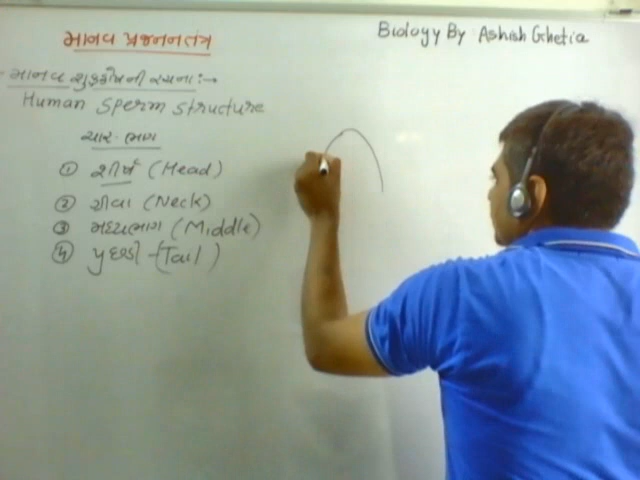 માનવ પ્રજનનતંત્ર
Biology By Ashish Ghetia
- માનવ શુક્રકોષની રચના :→
Human Sperm Structure
ચાર ભાગ
① શીર્ષ (Head)
② ગ્રીવા (Neck)
③ મધ્યભાગ (Middle)
④ પુછડી (Tail)